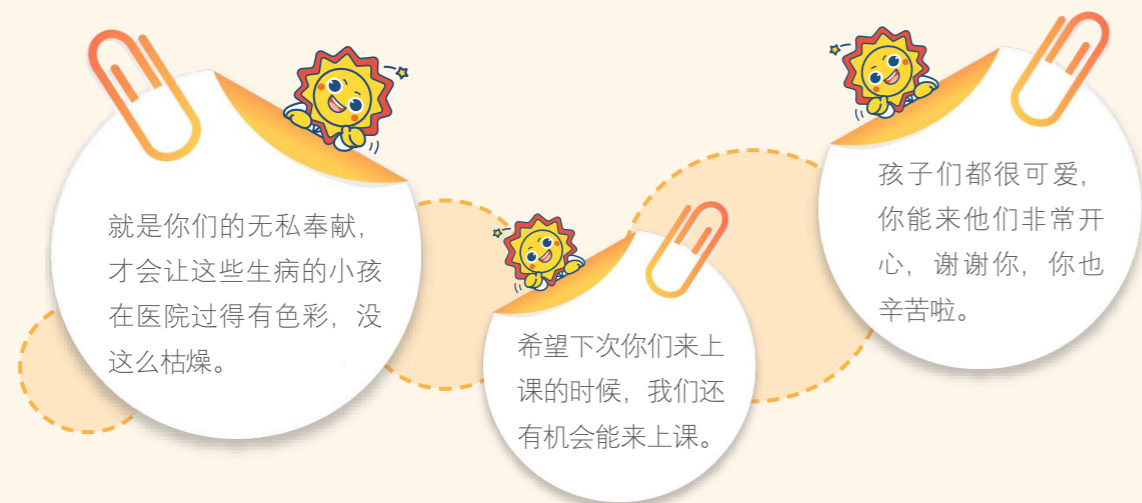 就是你们的无私奉献，
才会让这些生病的小孩
在医院过得有色彩，没
这么枯燥。
希望下次你们来上
课的时候，我们还
有机会能来上课。
孩子们都很可爱，
你能来他们非常开
心，谢谢你，你也
辛苦啦。